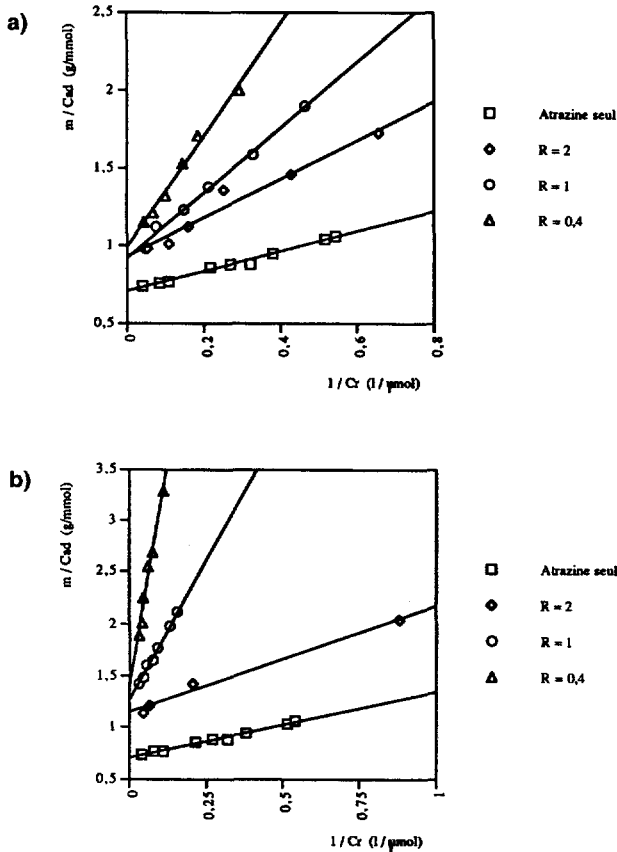 a)
m / Cad (g/mmol)
2,5
2
1,5
1
0,5
0
0,2
0,4
0,6
0,8
1 / Cr (l / µmol)
Atrazine seul
R = 2
R = 1
R = 0,4
b)
m / Cad (g/mmol)
3,5
3
2,5
2
1,5
1
0,5
0
0,25
0,5
0,75
1
1 / Cr (l / µmol)
Atrazine seul
R = 2
R = 1
R = 0,4